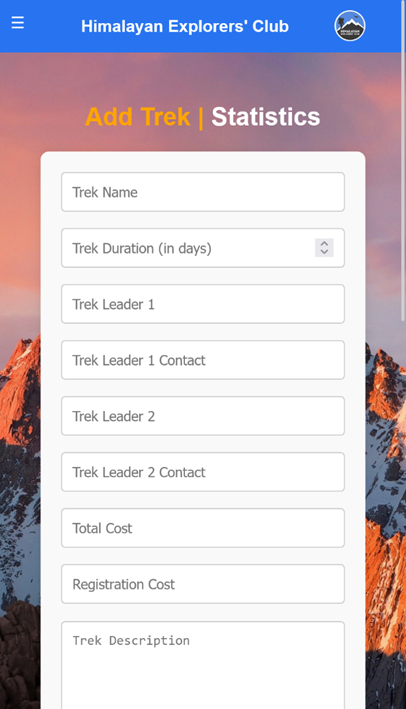 ☰ Himalayan Explorers' Club
Add Trek | Statistics
Trek Name
Trek Duration (in days)
Trek Leader 1
Trek Leader 1 Contact
Trek Leader 2
Trek Leader 2 Contact
Total Cost
Registration Cost
Trek Description